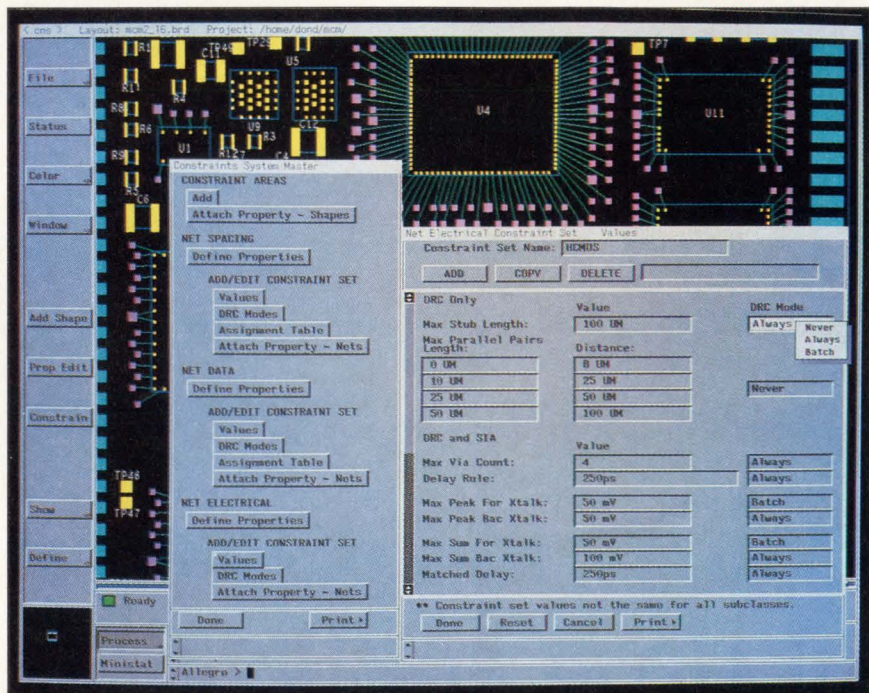 < cns > Layout: mcm2_16.brd Project: /home/dond/mcm/
File
Status
Color
Window
Add Shape
Prop Edit
Constrain
Show
Define
R1
TP49
C11
U5
R4
R8
R6
U1
U9
R3
C12
R9
C6
TP46
TP47
U4
TP7
U11
Constraints System Master
CONSTRAINT AREAS
Add
Attach Property - Shapes
NET SPACING
Define Properties
ADD/EDIT CONSTRAINT SET
Values
DRC Modes
Assignment Table
Attach Property - Nets
NET DATA
Define Properties
ADD/EDIT CONSTRAINT SET
Values
DRC Modes
Assignment Table
Attach Property - Nets
NET ELECTRICAL
Define Properties
ADD/EDIT CONSTRAINT SET
Values
DRC Modes
Attach Property - Nets
Done Print
Net Electrical Constraint Set Values
Constraint Set Name: HCMOS
ADD COPY DELETE
DRC Only Value DRC Mode
Max Stub Length: 100 UM Always
Never
Always
Batch
Max Parallel Pairs
Length: Distance:
0 UM 8 UM
10 UM 25 UM
25 UM 50 UM Never
50 UM 100 UM
DRC and SIA Value
Max Via Count: 4 Always
Delay Rule: 250ps Always
Max Peak For Xtalk: 50 mV Batch
Max Peak Bac Xtalk: 50 mV Always
Max Sum For Xtalk: 50 mV Batch
Max Sum Bac Xtalk: 100 mV Always
Matched Delay: 250ps Always
** Constraint set values not the same for all subclasses.
Done Reset Cancel Print
Ready
Process
Ministat
Allegro >